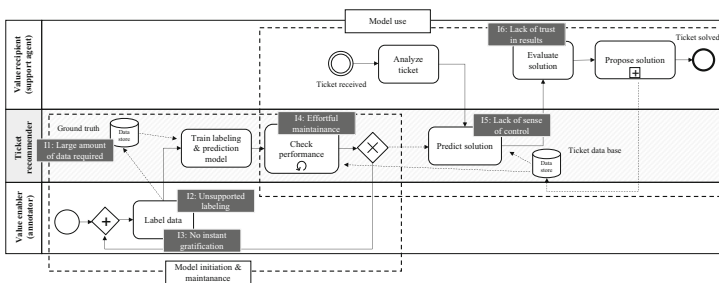 Model use
Value recipient
(support agent)
Ticket received
Analyze
ticket
I6: Lack of trust
in results
Evaluate
solution
Propose solution
Ticket solved
Ticket
recommender
Ground truth
Data
store
I1: Large amount
of data required
Train labeling
& prediction
model
I4: Effortful
maintainance
Check
performance
I5: Lack of sense
of control
Predict solution
Data
store
Ticket data base
Value enabler
(annotator)
I2: Unsupported
labeling
Label data
I3: No instant
gratification
Model initiation &
maintanance